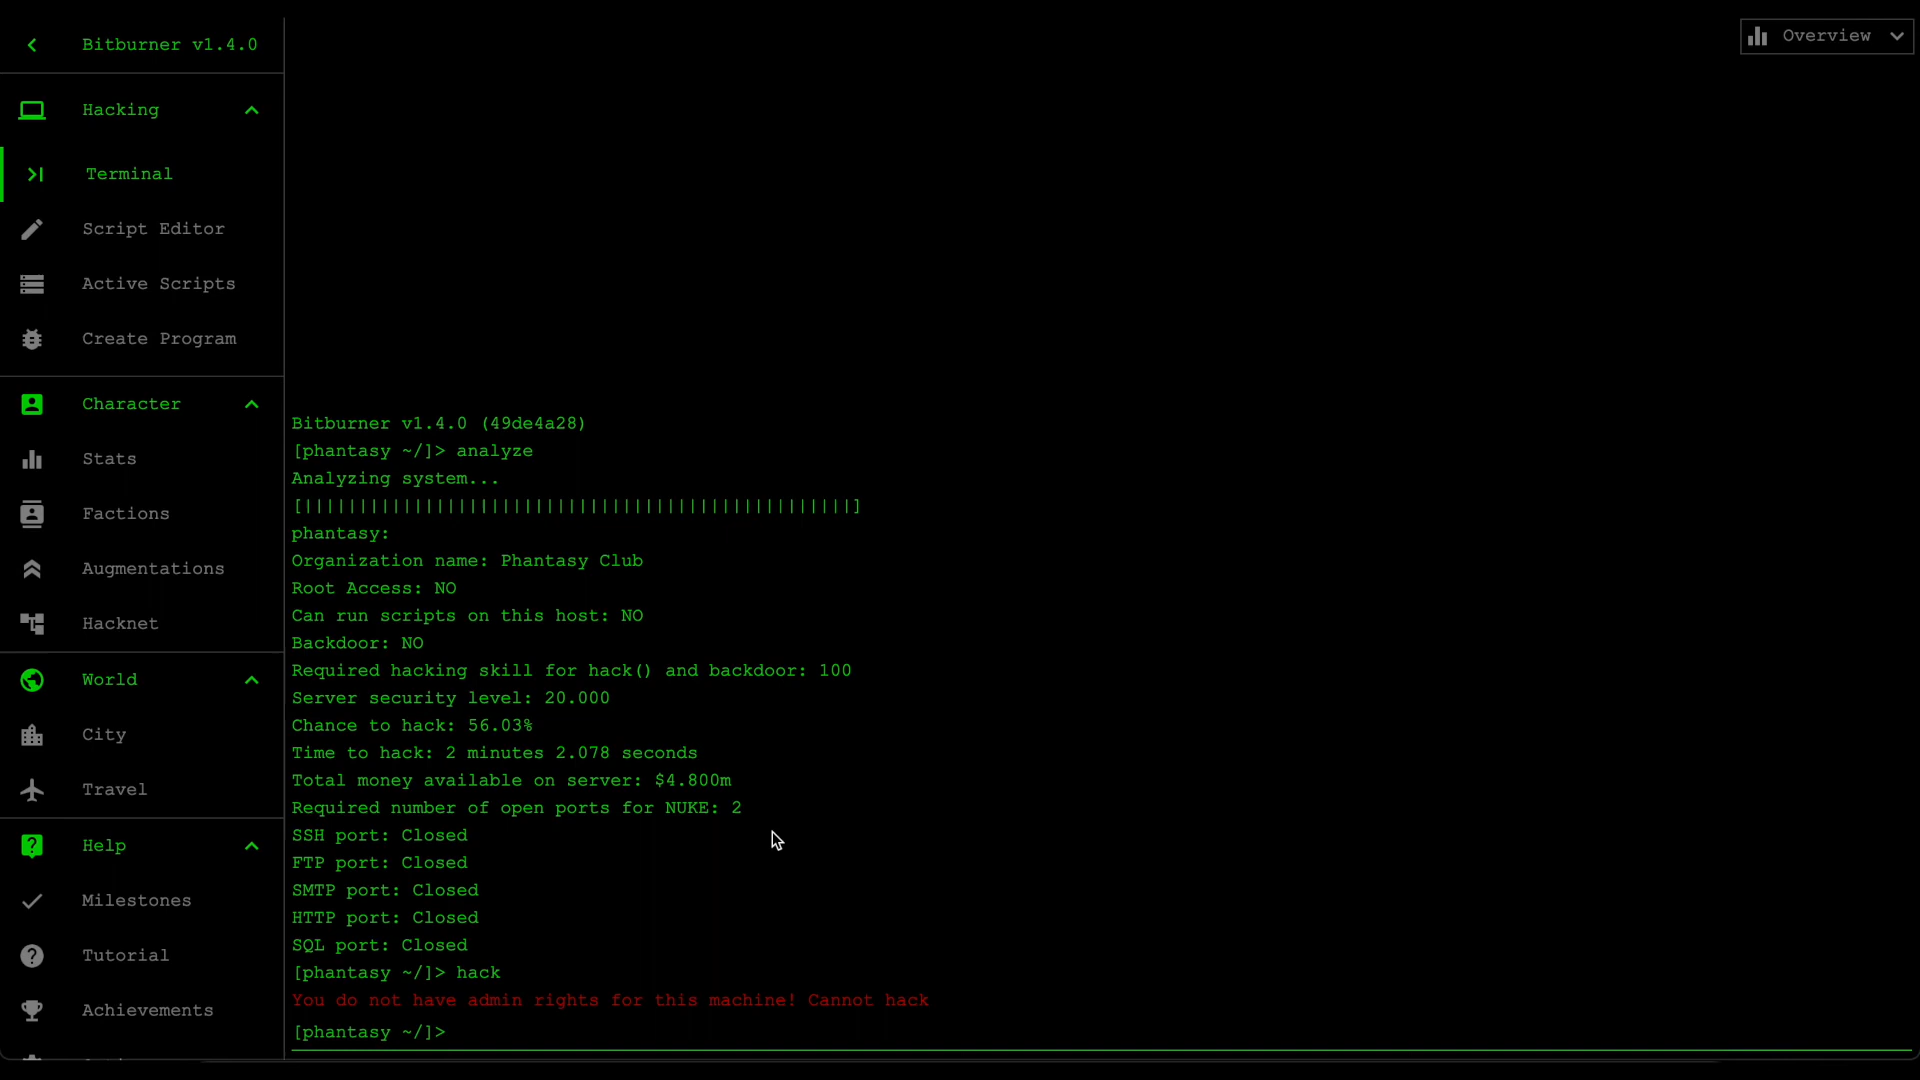 Bitburner v1.4.0
Overview
Hacking
Terminal
Script Editor
Active Scripts
Create Program
Character
Stats
Factions
Augmentations
Hacknet
World
City
Travel
Help
Milestones
Tutorial
Achievements
Bitburner v1.4.0 (49de4a28)
[phantasy ~/]> analyze
Analyzing system...
[||||||||||||||||||||||||||||||||||||||||||||||||||]
phantasy:
Organization name: Phantasy Club
Root Access: NO
Can run scripts on this host: NO
Backdoor: NO
Required hacking skill for hack() and backdoor: 100
Server security level: 20.000
Chance to hack: 56.03%
Time to hack: 2 minutes 2.078 seconds
Total money available on server: $4.800m
Required number of open ports for NUKE: 2
SSH port: Closed
FTP port: Closed
SMTP port: Closed
HTTP port: Closed
SQL port: Closed
[phantasy ~/]> hack
You do not have admin rights for this machine! Cannot hack
[phantasy ~/]>